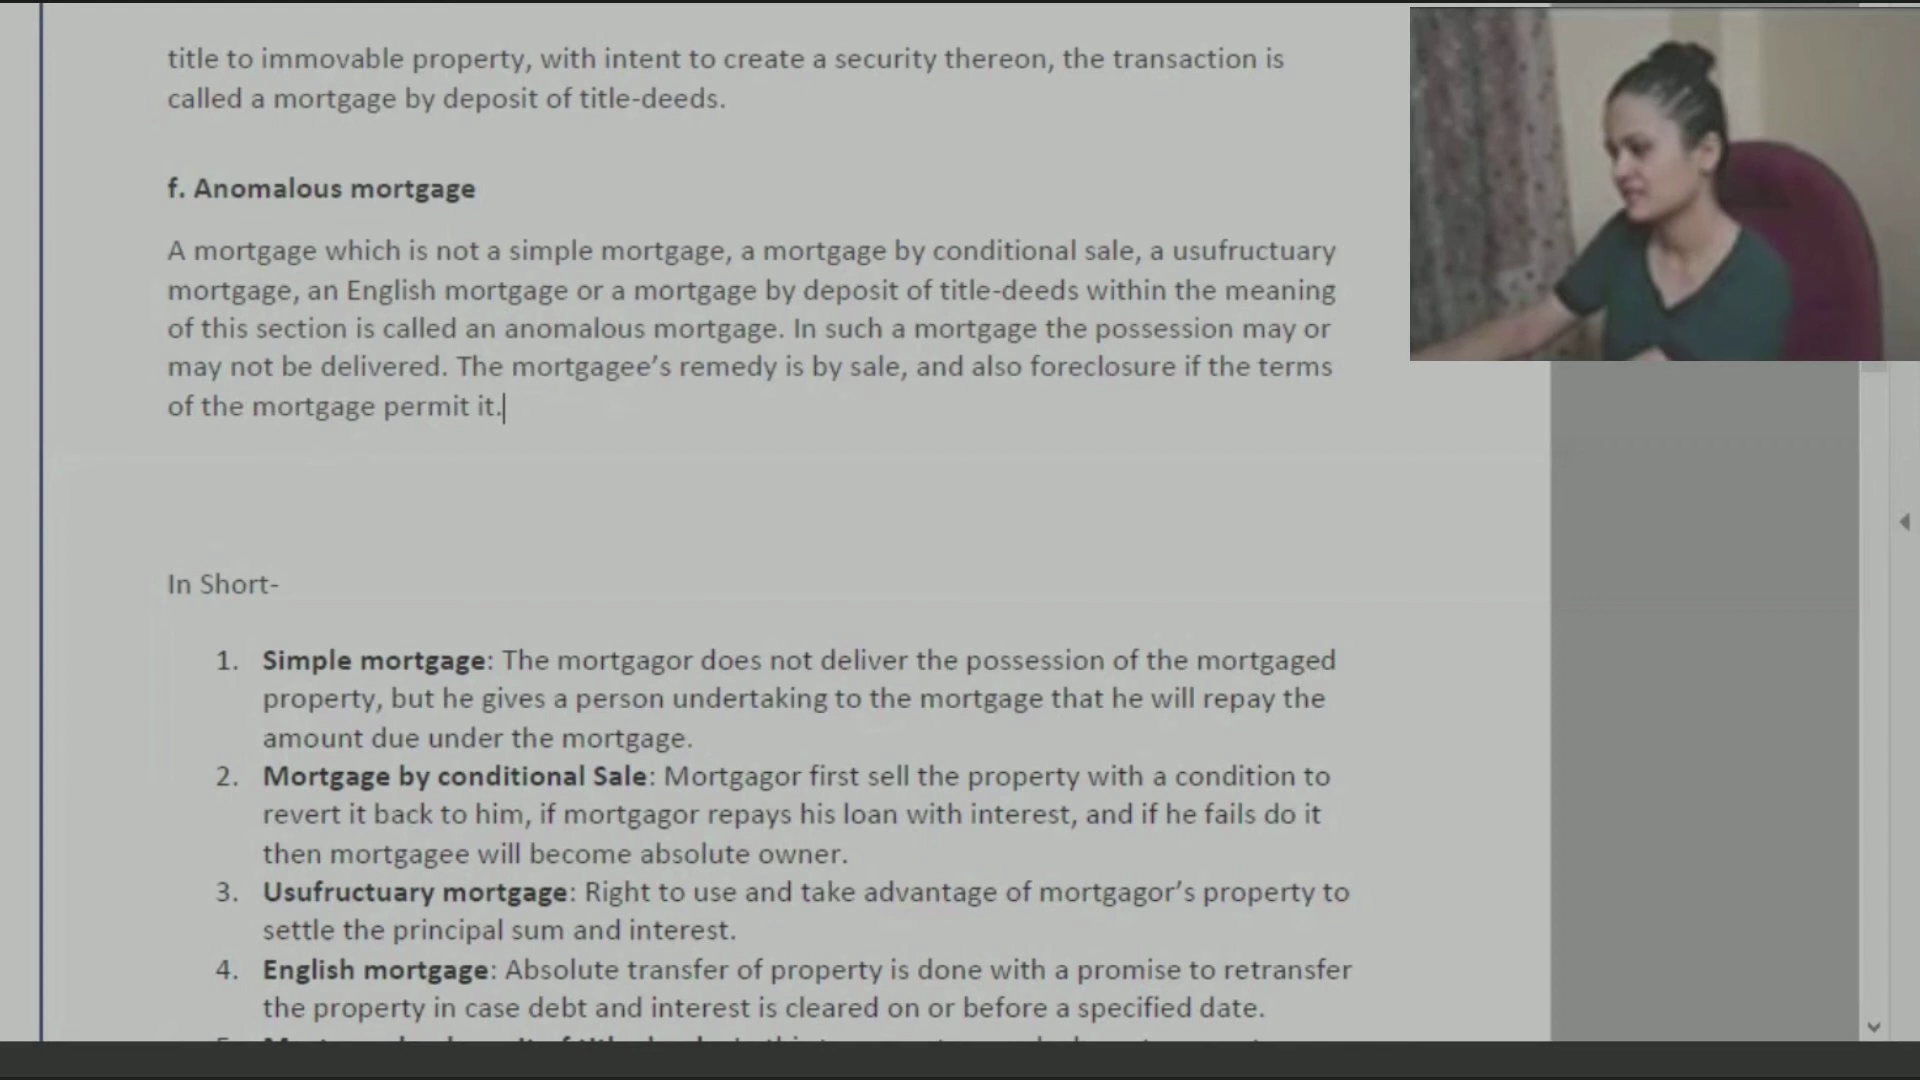 title to immovable property, with intent to create a security thereon, the transaction is
called a mortgage by deposit of title-deeds.
f. Anomalous mortgage
A mortgage which is not a simple mortgage, a mortgage by conditional sale, a usufructuary
mortgage, an English mortgage or a mortgage by deposit of title-deeds within the meaning
of this section is called an anomalous mortgage. In such a mortgage the possession may or
may not be delivered. The mortgagee’s remedy is by sale, and also foreclosure if the terms
of the mortgage permit it.
In Short-
1. Simple mortgage: The mortgagor does not deliver the possession of the mortgaged
property, but he gives a person undertaking to the mortgage that he will repay the
amount due under the mortgage.
2. Mortgage by conditional Sale: Mortgagor first sell the property with a condition to
revert it back to him, if mortgagor repays his loan with interest, and if he fails do it
then mortgagee will become absolute owner.
3. Usufructuary mortgage: Right to use and take advantage of mortgagor’s property to
settle the principal sum and interest.
4. English mortgage: Absolute transfer of property is done with a promise to retransfer
the property in case debt and interest is cleared on or before a specified date.